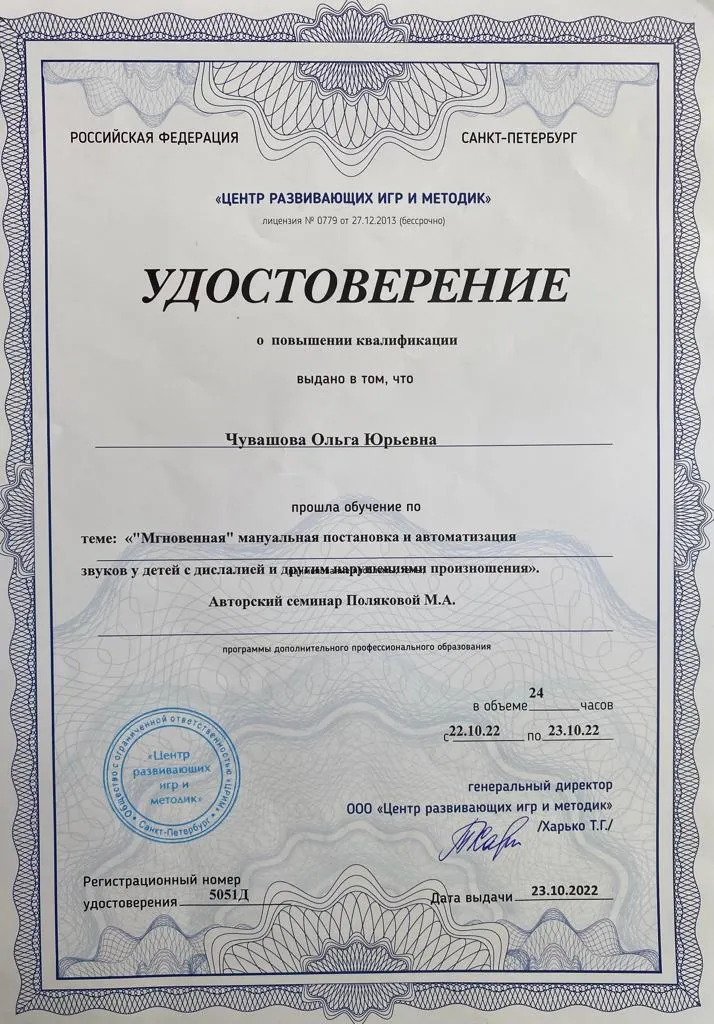 РОССИЙСКАЯ ФЕДЕРАЦИЯ
САНКТ-ПЕТЕРБУРГ
«ЦЕНТР РАЗВИВАЮЩИХ ИГР И МЕТОДИК»
лицензия № 0779 от 27.12.2013 (бессрочно)
УДОСТОВЕРЕНИЕ
о повышении квалификации
выдано в том, что
Чувашова Ольга Юрьевна
прошла обучение по
теме: «"Мгновенная" мануальная постановка и автоматизация
звуков у детей с дислалией и другими нарушениями произношения».
Авторский семинар Поляковой М.А.
программы дополнительного профессионального образования
в объеме 24 часов
с 22.10.22 по 23.10.22
генеральный директор
ООО «Центр развивающих игр и методик»
/Харько Т.Г./
Общество с ограниченной ответственностью «ЦРИМ»
«Центр
развивающих
игр и
методик»
Санкт-Петербург
Регистрационный номер
удостоверения 5051Д
Дата выдачи 23.10.2022